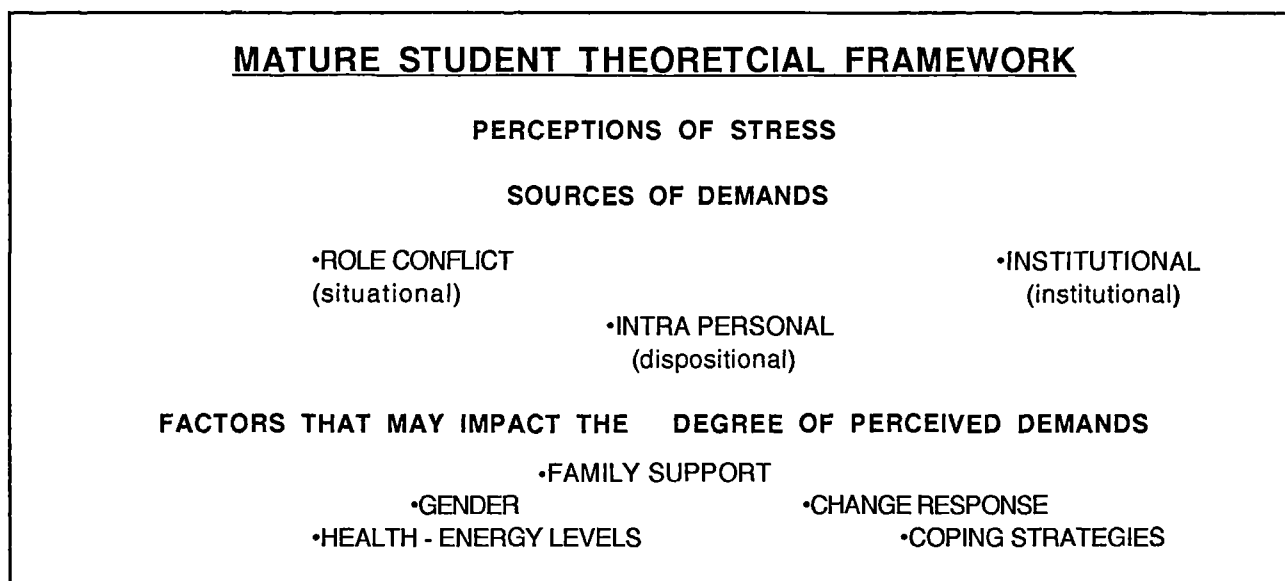 MATURE STUDENT THEORETCIAL FRAMEWORK
PERCEPTIONS OF STRESS
SOURCES OF DEMANDS
•ROLE CONFLICT •INSTITUTIONAL
(situational) (institutional)
•INTRA PERSONAL
(dispositional)
FACTORS THAT MAY IMPACT THE DEGREE OF PERCEIVED DEMANDS
•FAMILY SUPPORT
•GENDER •CHANGE RESPONSE
•HEALTH - ENERGY LEVELS •COPING STRATEGIES